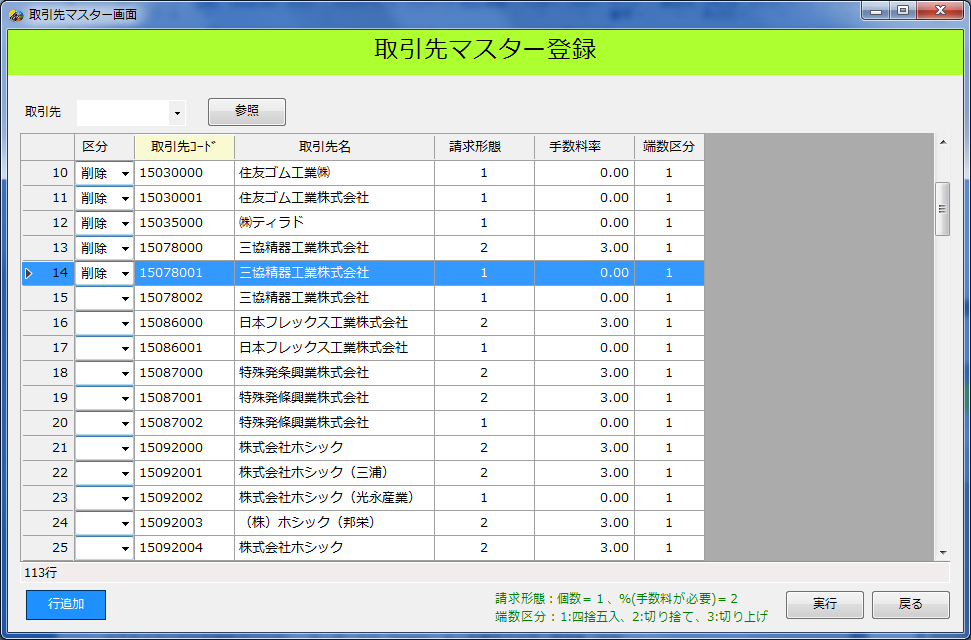 取引先マスター画面
取引先マスター登録
取引先 参照
区分 取引先ｺｰﾄﾞ 取引先名 請求形態 手数料率 端数区分
10 削除 15030000 住友ゴム工業㈱ 1 0.00 1
11 削除 15030001 住友ゴム工業株式会社 1 0.00 1
12 削除 15035000 ㈱ティラド 1 0.00 1
13 削除 15078000 三協精器工業株式会社 2 3.00 1
14 削除 15078001 三協精器工業株式会社 1 0.00 1
15 15078002 三協精器工業株式会社 1 0.00 1
16 15086000 日本フレックス工業株式会社 2 3.00 1
17 15086001 日本フレックス工業株式会社 1 0.00 1
18 15087000 特殊発条興業株式会社 2 3.00 1
19 15087001 特殊発條興業株式会社 2 3.00 1
20 15087002 特殊発條興業株式会社 1 0.00 1
21 15092000 株式会社ホシック 2 3.00 1
22 15092001 株式会社ホシック（三浦） 2 3.00 1
23 15092002 株式会社ホシック（光永産業） 1 0.00 1
24 15092003 （株）ホシック（邦栄） 2 3.00 1
25 15092004 株式会社ホシック 2 3.00 1
113行
行追加
請求形態：個数= 1 、%(手数料が必要)= 2
端数区分：1:四捨五入、2:切り捨て、3:切り上げ
実行 戻る